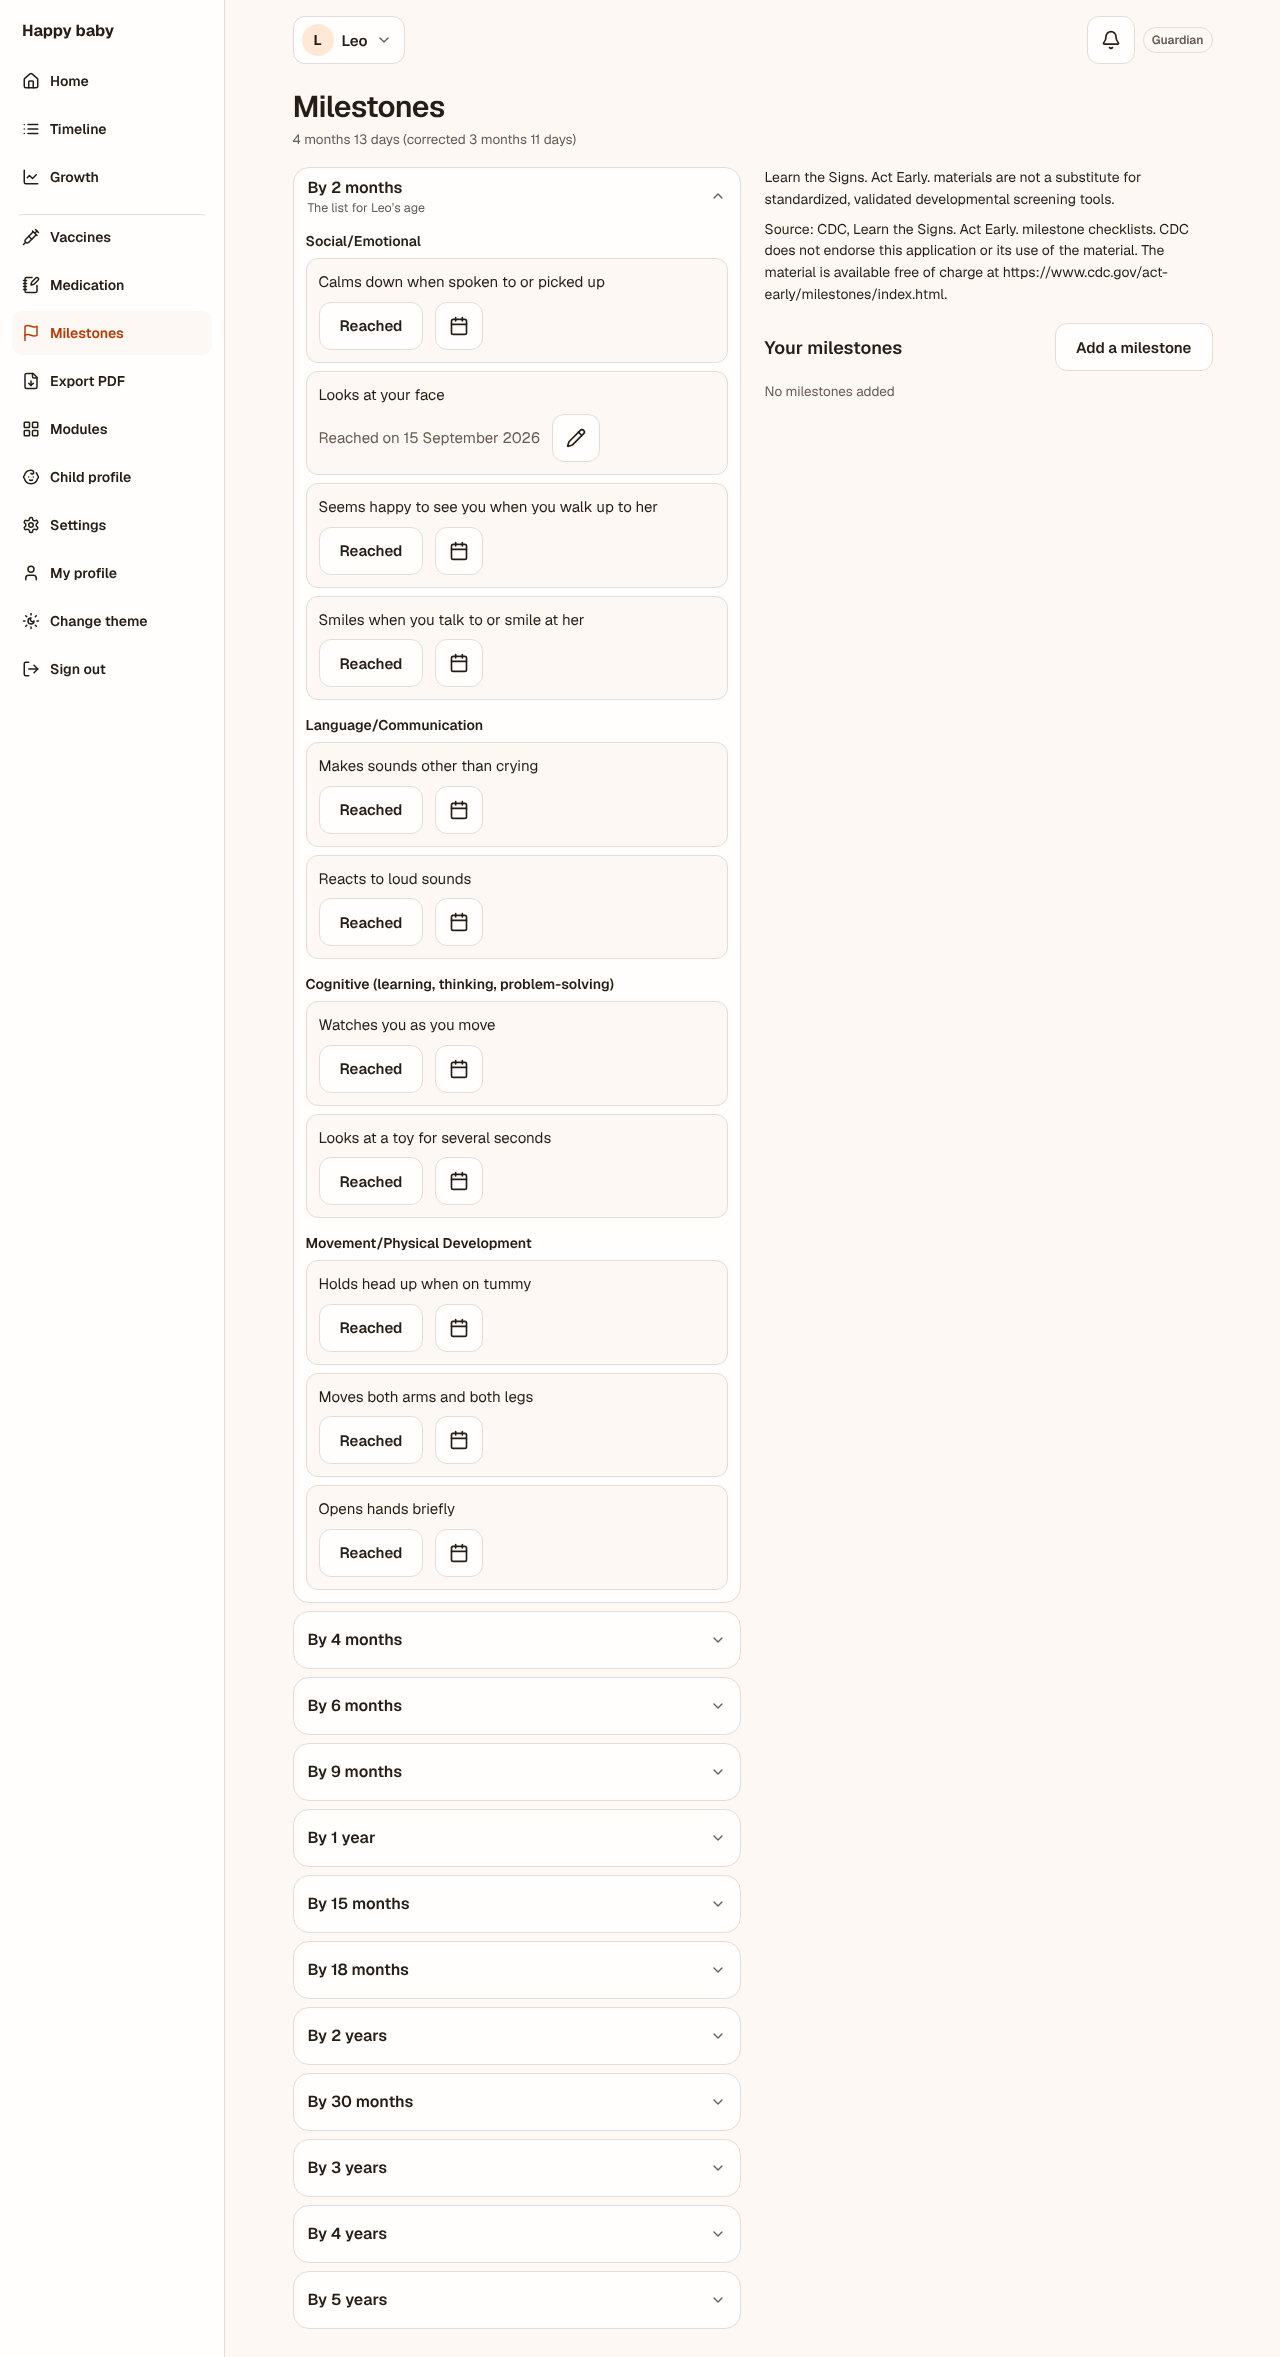 Happy baby
Home
Timeline
Growth
Vaccines
Medication
Milestones
Export PDF
Modules
Child profile
Settings
My profile
Change theme
Sign out
L
Leo
Guardian
Milestones
4 months 13 days (corrected 3 months 11 days)
By 2 months
The list for Leo's age
Social/Emotional
Calms down when spoken to or picked up
Reached
Looks at your face
Reached on 15 September 2026
Seems happy to see you when you walk up to her
Reached
Smiles when you talk to or smile at her
Reached
Language/Communication
Makes sounds other than crying
Reached
Reacts to loud sounds
Reached
Cognitive (learning, thinking, problem-solving)
Watches you as you move
Reached
Looks at a toy for several seconds
Reached
Movement/Physical Development
Holds head up when on tummy
Reached
Moves both arms and both legs
Reached
Opens hands briefly
Reached
By 4 months
By 6 months
By 9 months
By 1 year
By 15 months
By 18 months
By 2 years
By 30 months
By 3 years
By 4 years
By 5 years
Learn the Signs. Act Early. materials are not a substitute for
standardized, validated developmental screening tools.
Source: CDC, Learn the Signs. Act Early. milestone checklists. CDC
does not endorse this application or its use of the material. The
material is available free of charge at https://www.cdc.gov/act-
early/milestones/index.html.
Your milestones
Add a milestone
No milestones added